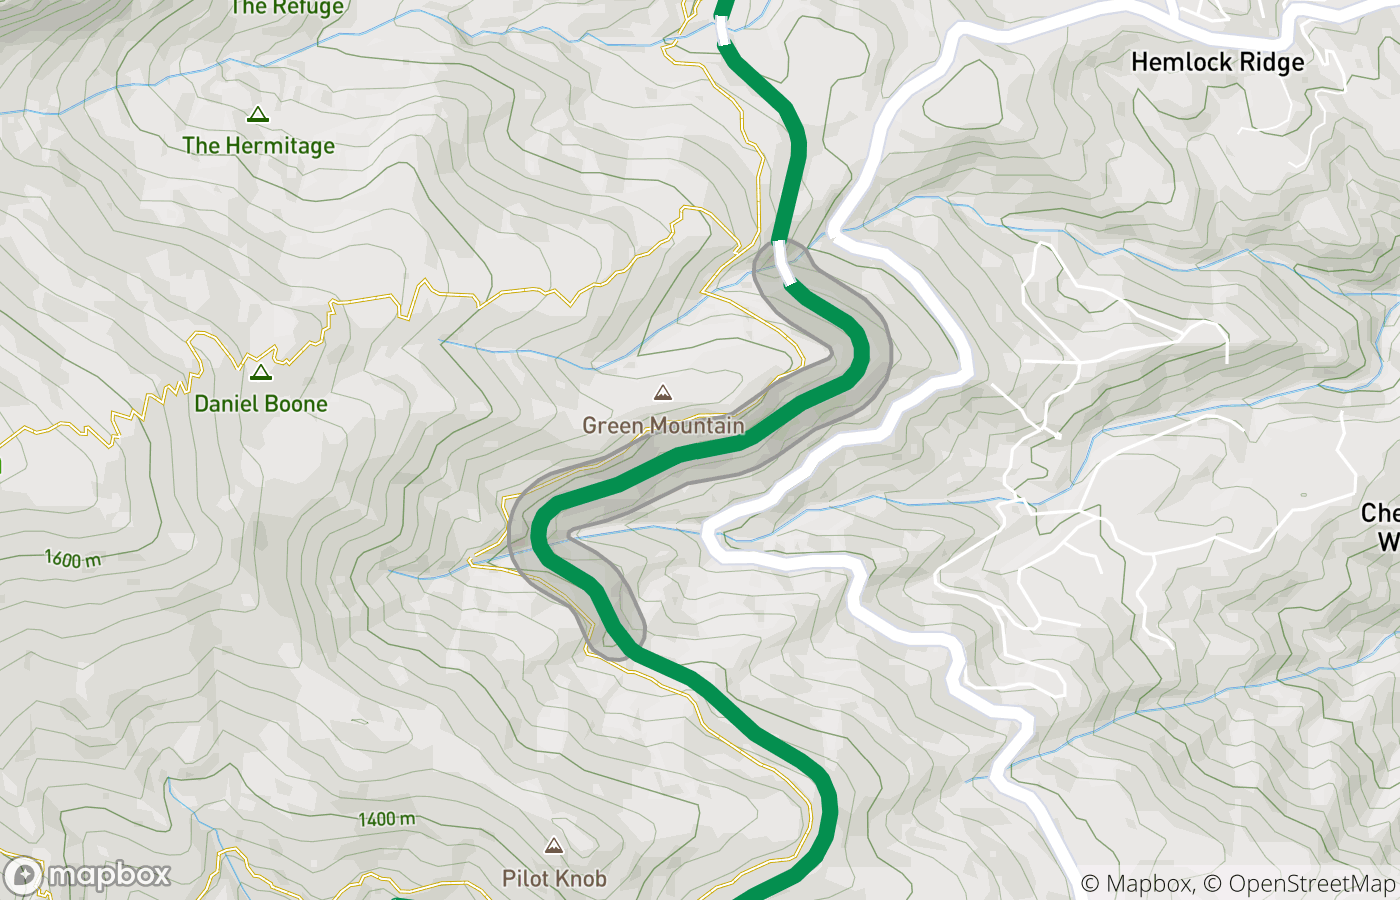 The Refuge
Hemlock Ridge
The Hermitage
Daniel Boone
Green Mountain
Che
W
1600 m
1400 m
Pilot Knob
mapbox
© Mapbox, © OpenStreetMap